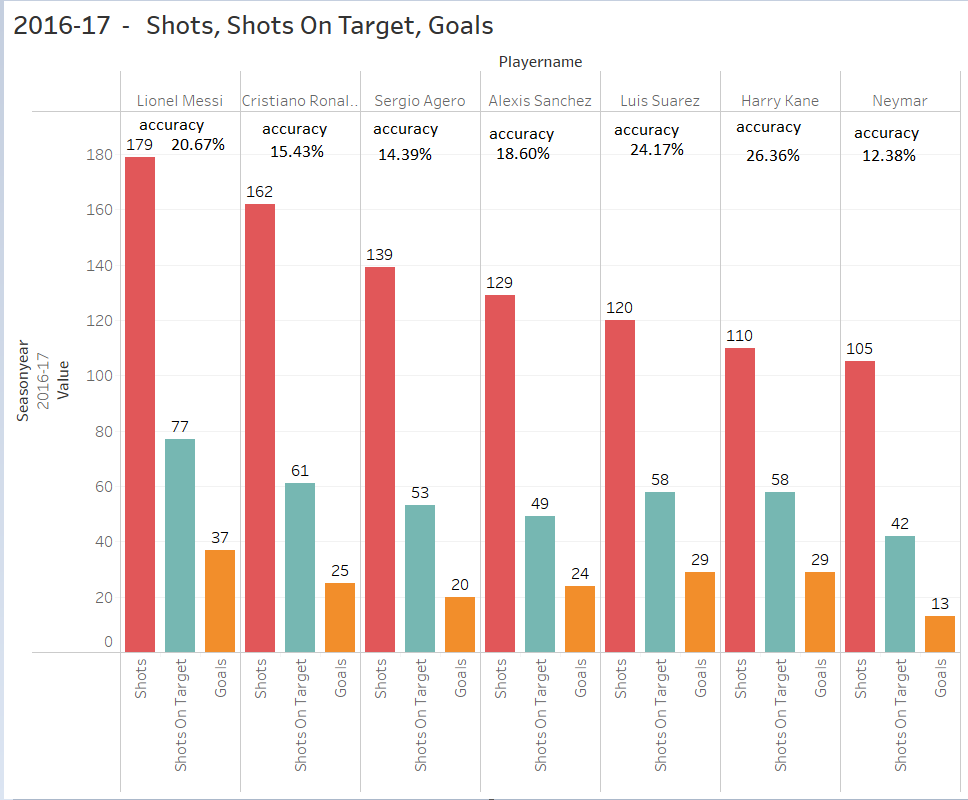 2016-17 - Shots, Shots On Target, Goals
Playername
Lionel Messi
Cristiano Ronal..
Sergio Agero
Alexis Sanchez
Luis Suarez
Harry Kane
Neymar
accuracy
20.67%
accuracy
15.43%
accuracy
14.39%
accuracy
18.60%
accuracy
24.17%
accuracy
26.36%
accuracy
12.38%
Seasonyear
2016-17
Value
180
160
140
120
100
80
60
40
20
0
179
77
37
162
61
25
139
53
20
129
49
24
120
58
29
110
58
29
105
42
13
Shots
Shots On Target
Goals
Shots
Shots On Target
Goals
Shots
Shots On Target
Goals
Shots
Shots On Target
Goals
Shots
Shots On Target
Goals
Shots
Shots On Target
Goals
Shots
Shots On Target
Goals